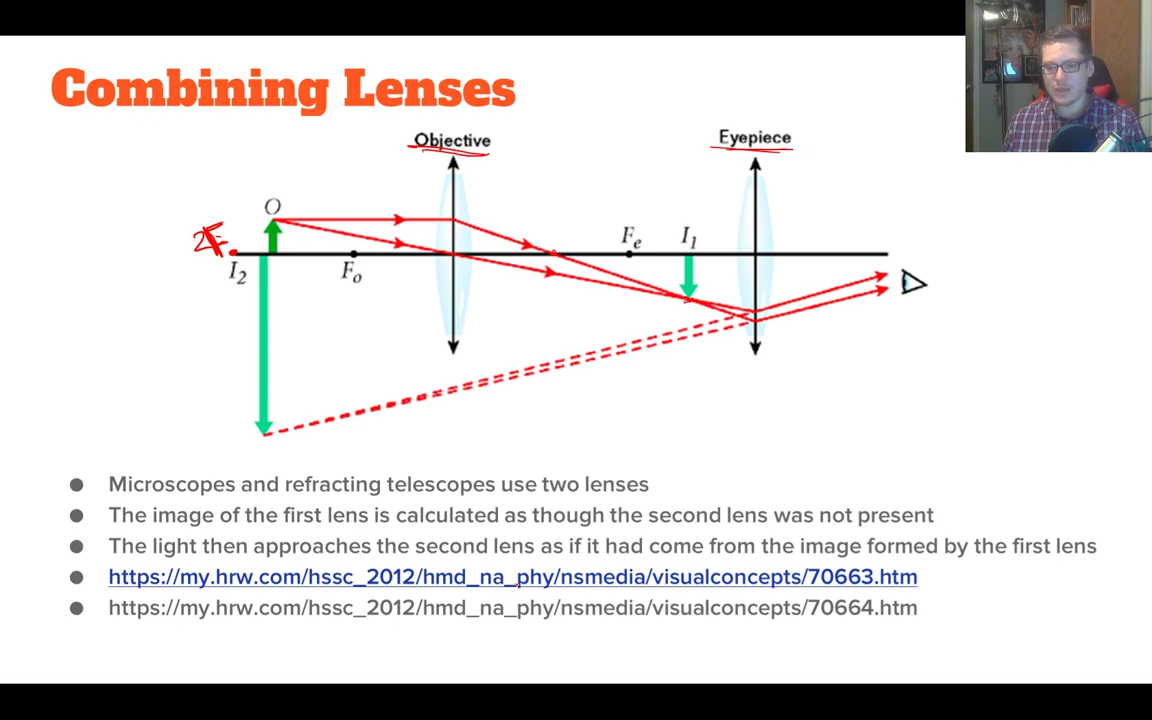 Combining Lenses
Objective
Eyepiece
O
2F
I2
Fo
Fe
I1
Microscopes and refracting telescopes use two lenses
The image of the first lens is calculated as though the second lens was not present
The light then approaches the second lens as if it had come from the image formed by the first lens
https://my.hrw.com/hssc_2012/hmd_na_phy/nsmedia/visualconcepts/70663.htm
https://my.hrw.com/hssc_2012/hmd_na_phy/nsmedia/visualconcepts/70664.htm